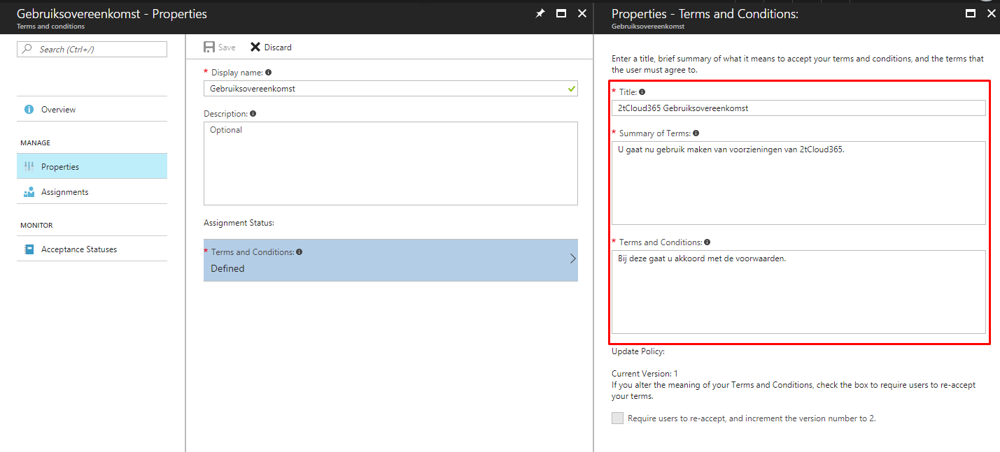 Gebruiksovereenkomst - Properties
Terms and conditions
Search (Ctrl+/)
Overview
MANAGE
Properties
Assignments
MONITOR
Acceptance Statuses
Save
Discard
* Display name:
Gebruiksovereenkomst
Description:
Optional
Assignment Status:
* Terms and Conditions:
Defined
Properties - Terms and Conditions:
Gebruiksovereenkomst
Enter a title, brief summary of what it means to accept your terms and conditions, and the terms that
the user must agree to.
* Title:
2tCloud365 Gebruiksovereenkomst
* Summary of Terms:
U gaat nu gebruik maken van voorzieningen van 2tCloud365.
* Terms and Conditions:
Bij deze gaat u akkoord met de voorwaarden.
Update Policy:
Current Version: 1
If you alter the meaning of your Terms and Conditions, check the box to require users to re-accept
your terms.
Require users to re-accept, and increment the version number to 2.